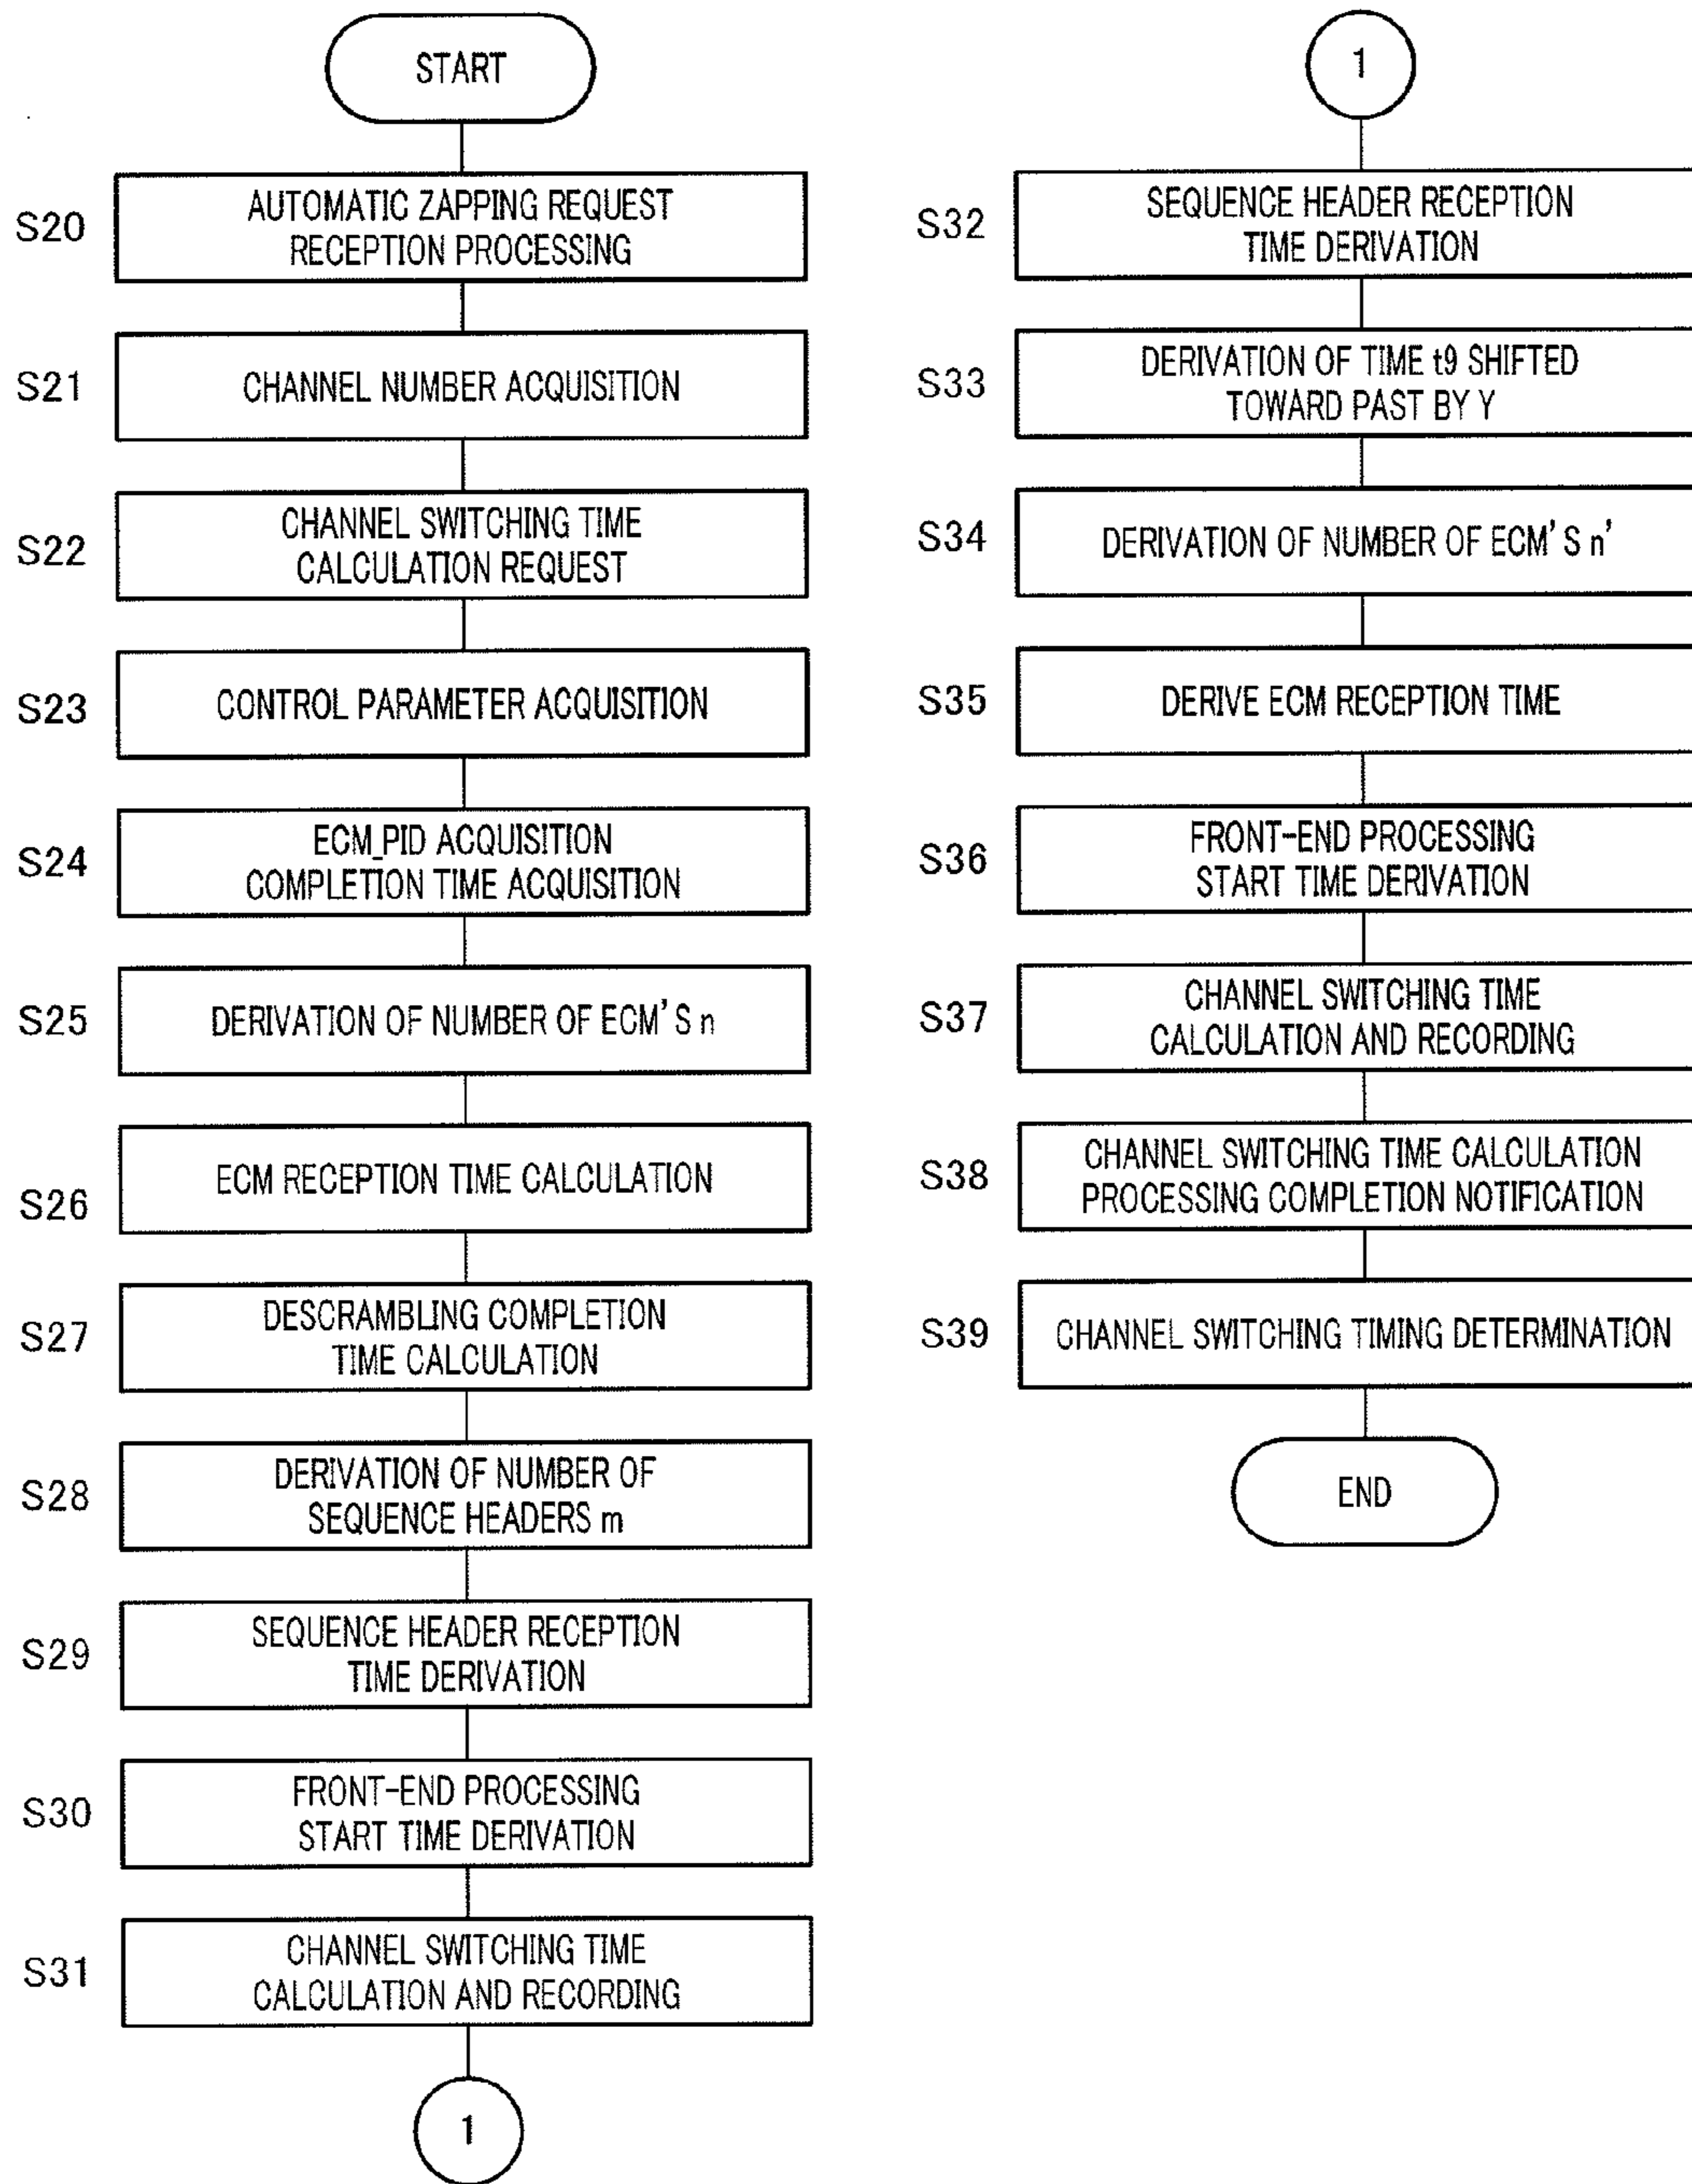 START
S20
AUTOMATIC ZAPPING REQUEST
RECEPTION PROCESSING
S21
CHANNEL NUMBER ACQUISITION
S22
CHANNEL SWITCHING TIME
CALCULATION REQUEST
S23
CONTROL PARAMETER ACQUISITION
S24
ECM_PID ACQUISITION
COMPLETION TIME ACQUISITION
S25
DERIVATION OF NUMBER OF ECM'S n
S26
ECM RECEPTION TIME CALCULATION
S27
DESCRAMBLING COMPLETION
TIME CALCULATION
S28
DERIVATION OF NUMBER OF
SEQUENCE HEADERS m
S29
SEQUENCE HEADER RECEPTION
TIME DERIVATION
S30
FRONT-END PROCESSING
START TIME DERIVATION
S31
CHANNEL SWITCHING TIME
CALCULATION AND RECORDING
1
1
S32
SEQUENCE HEADER RECEPTION
TIME DERIVATION
S33
DERIVATION OF TIME t9 SHIFTED
TOWARD PAST BY Y
S34
DERIVATION OF NUMBER OF ECM'S n'
S35
DERIVE ECM RECEPTION TIME
S36
FRONT-END PROCESSING
START TIME DERIVATION
S37
CHANNEL SWITCHING TIME
CALCULATION AND RECORDING
S38
CHANNEL SWITCHING TIME CALCULATION
PROCESSING COMPLETION NOTIFICATION
S39
CHANNEL SWITCHING TIMING DETERMINATION
END